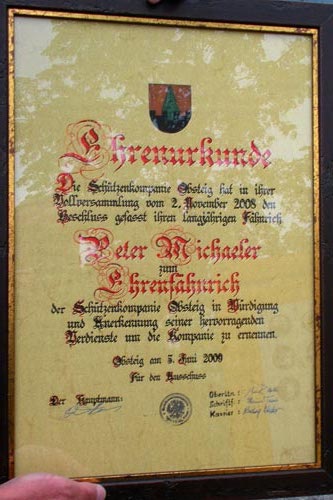 Ehrenurkunde
Die Schützenkompanie Obsteig hat in ihrer
Vollversammlung vom 2. November 2008 den
Beschluss gefasst ihren langjährigen Fähnrich
Peter Michaeler
zum
Ehrenfähnrich
der Schützenkompanie Obsteig in Würdigung
und Anerkennung seiner hervorragenden
Verdienste um die Kompanie zu ernennen.
Obsteig am 5. Juni 2009
Für den Ausschuss
Der Hauptmann:
Oberltn.:
Schriftf.:
Kassier: